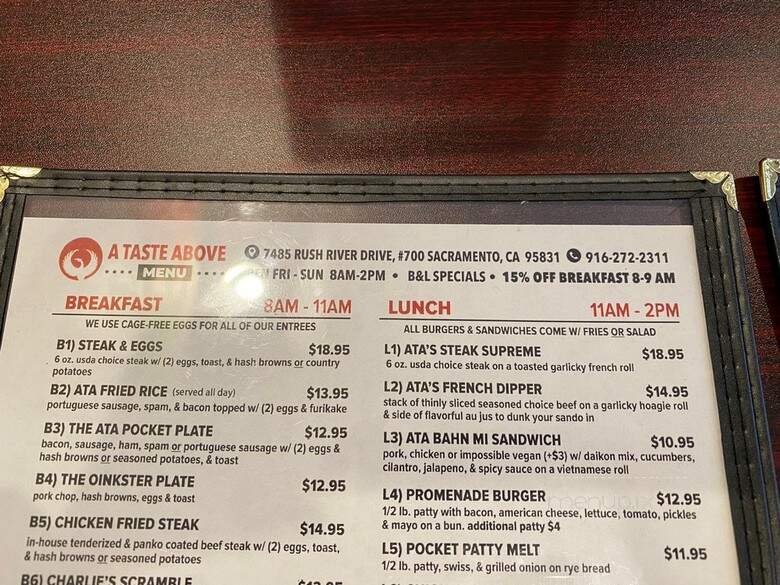 A TASTE ABOVE
MENU
7485 RUSH RIVER DRIVE, #700 SACRAMENTO, CA 95831 916-272-2311
FRI - SUN 8AM-2PM • B&L SPECIALS • 15% OFF BREAKFAST 8-9 AM
BREAKFAST 8AM - 11AM
WE USE CAGE-FREE EGGS FOR ALL OF OUR ENTREES
B1) STEAK & EGGS $18.95
6 oz. usda choice steak w/ (2) eggs, toast, & hash browns or country
potatoes
B2) ATA FRIED RICE (served all day) $13.95
portuguese sausage, spam, & bacon topped w/ (2) eggs & furikake
B3) THE ATA POCKET PLATE $12.95
bacon, sausage, ham, spam or portuguese sausage w/ (2) eggs &
hash browns or seasoned potatoes, & toast
B4) THE OINKSTER PLATE $12.95
pork chop, hash browns, eggs & toast
B5) CHICKEN FRIED STEAK $14.95
in-house tenderized & panko coated beef steak w/ (2) eggs, toast,
& hash browns or seasoned potatoes
B6) CHARLIE'S SCRAMBLE
LUNCH 11AM - 2PM
ALL BURGERS & SANDWICHES COME W/ FRIES OR SALAD
L1) ATA'S STEAK SUPREME $18.95
6 oz. usda choice steak on a toasted garlicky french roll
L2) ATA'S FRENCH DIPPER $14.95
stack of thinly sliced seasoned choice beef on a garlicky hoagie roll
& side of flavorful au jus to dunk your sando in
L3) ATA BAHN MI SANDWICH $10.95
pork, chicken or impossible vegan (+$3) w/ daikon mix, cucumbers,
cilantro, jalapeno, & spicy sauce on a vietnamese roll
L4) PROMENADE BURGER $12.95
1/2 lb. patty with bacon, american cheese, lettuce, tomato, pickles
& mayo on a bun. additional patty $4
L5) POCKET PATTY MELT $11.95
1/2 lb. patty, swiss, & grilled onion on rye bread